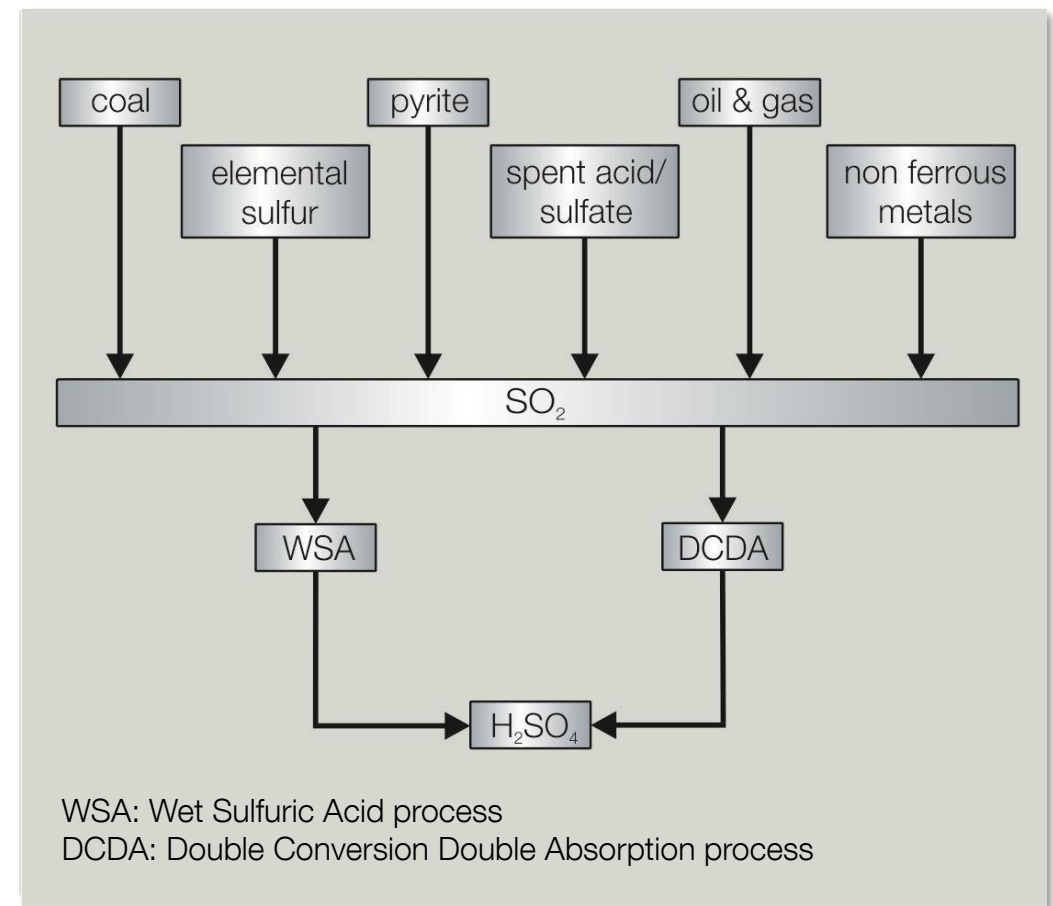 coal
pyrite
oil & gas
elemental
sulfur
spent acid/
sulfate
non ferrous
metals
SO₂
WSA
DCDA
H₂SO₄
WSA: Wet Sulfuric Acid process
DCDA: Double Conversion Double Absorption process